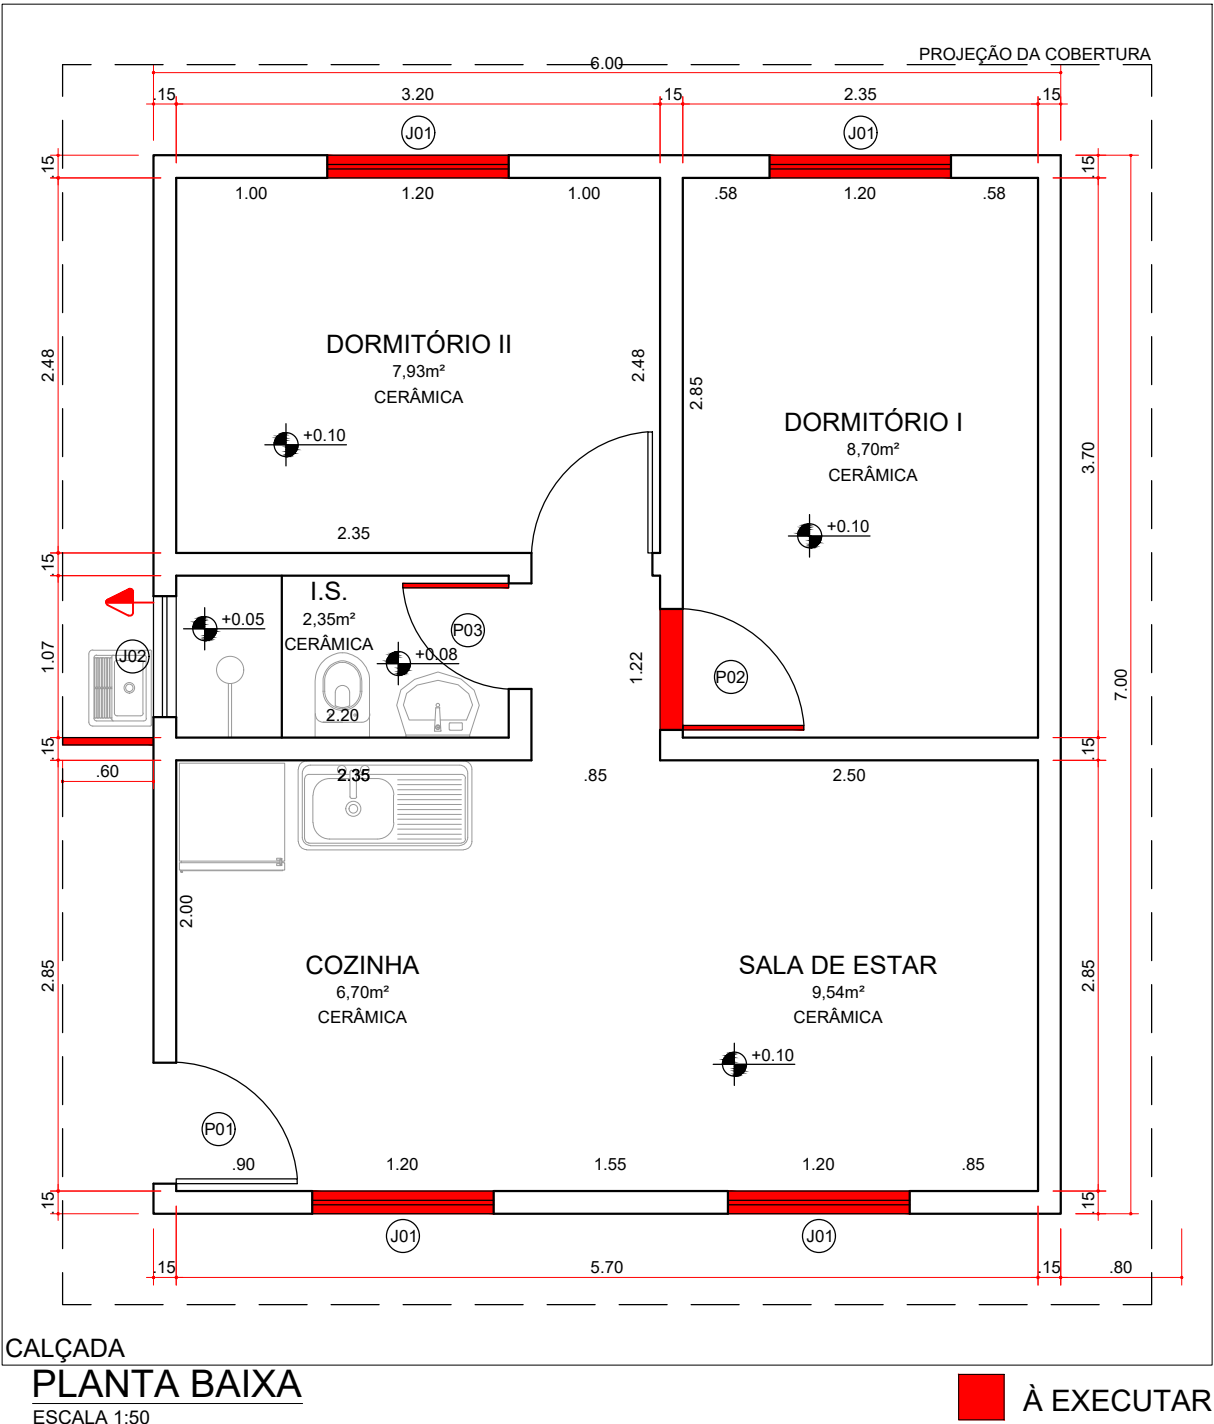 PROJEÇÃO DA COBERTURA
6.00
.15
3.20
.15
2.35
.15
J01
J01
.15
.15
1.00
1.20
1.00
.58
1.20
.58
2.48
DORMITÓRIO II
7,93m²
CERÂMICA
2.48
2.85
DORMITÓRIO I
8,70m²
CERÂMICA
3.70
+0.10
+0.10
2.35
.15
I.S.
2,35m²
CERÂMICA
+0.05
P03
+0.08
J02
1.07
1.22
P02
7.00
2.20
.15
.15
.60
2.35
.85
2.50
2.00
COZINHA
6,70m²
CERÂMICA
SALA DE ESTAR
9,54m²
CERÂMICA
2.85
2.85
+0.10
P01
.90
1.20
1.55
1.20
.85
.15
.15
J01
J01
.15
5.70
.15
.80
CALÇADA
PLANTA BAIXA
ESCALA 1:50
À EXECUTAR